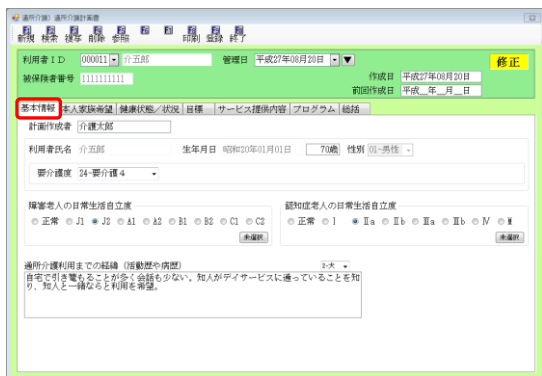 通所介護) 通所介護計画書
新規 検索 複写 削除 参照 印刷 登録 終了
利用者ID 000011 介五郎 管理日 平成27年08月20日 修正
被保険者番号 1111111111 作成日 平成27年08月20日
前回作成日 平成__年__月__日
基本情報 本人家族希望 健康状態/状況 目標 サービス提供内容 プログラム 総括
計画作成者 介護太郎
利用者氏名 介五郎 生年月日 昭和20年01月01日 70歳 性別 01-男性
要介護度 24-要介護4
障害老人の日常生活自立度 認知症老人の日常生活自立度
正常 J1 J2 A1 A2 B1 B2 C1 C2 正常 Ⅰ Ⅱa Ⅱb Ⅲa Ⅲb Ⅳ M
未選択 未選択
通所介護利用までの経緯（活動歴や病歴） 2-大
自宅で引き篭もることが多く会話も少ない。知人がデイサービスに通っていることを知
り、知人と一緒ならと利用を希望。